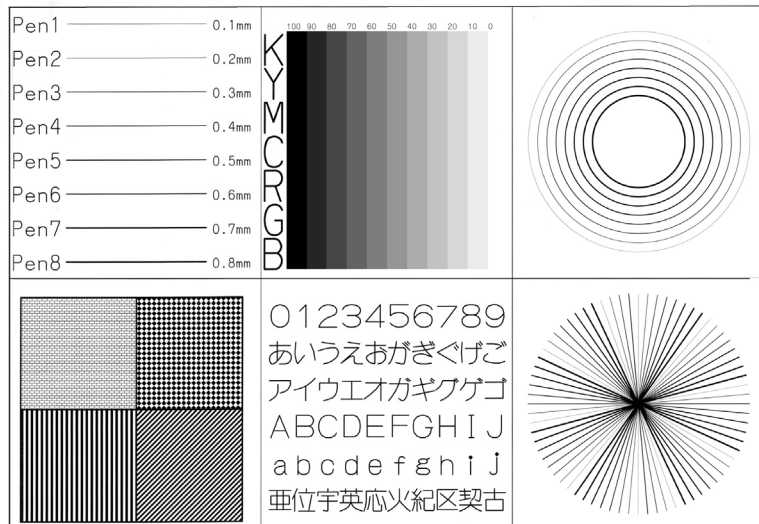 Pen1 0.1mm
Pen2 0.2mm
Pen3 0.3mm
Pen4 0.4mm
Pen5 0.5mm
Pen6 0.6mm
Pen7 0.7mm
Pen8 0.8mm
100 90 80 70 60 50 40 30 20 10 0
K
Y
M
C
R
G
B
0123456789
あいうえおがぎぐげご
アイウエオガギグゲゴ
ABCDEFGHIJ
abcdefghij
亜位宇英応火紀区契古